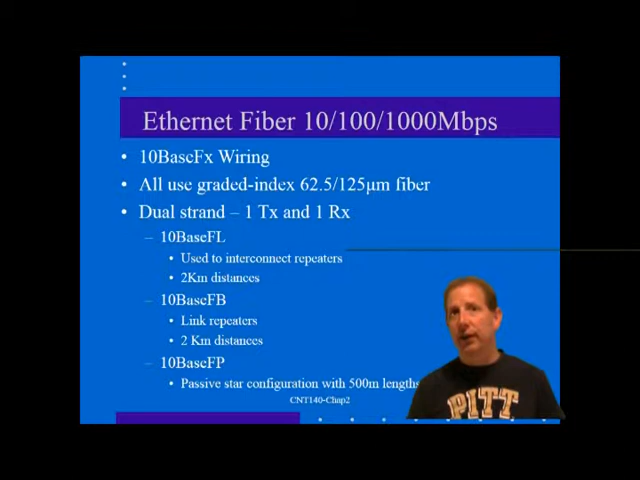 Ethernet Fiber 10/100/1000Mbps
• 10BaseFx Wiring
• All use graded-index 62.5/125µm fiber
• Dual strand – 1 Tx and 1 Rx
– 10BaseFL
• Used to interconnect repeaters
• 2Km distances
– 10BaseFB
• Link repeaters
• 2 Km distances
– 10BaseFP
• Passive star configuration with 500m lengths
CNT140-Chap2
PITT